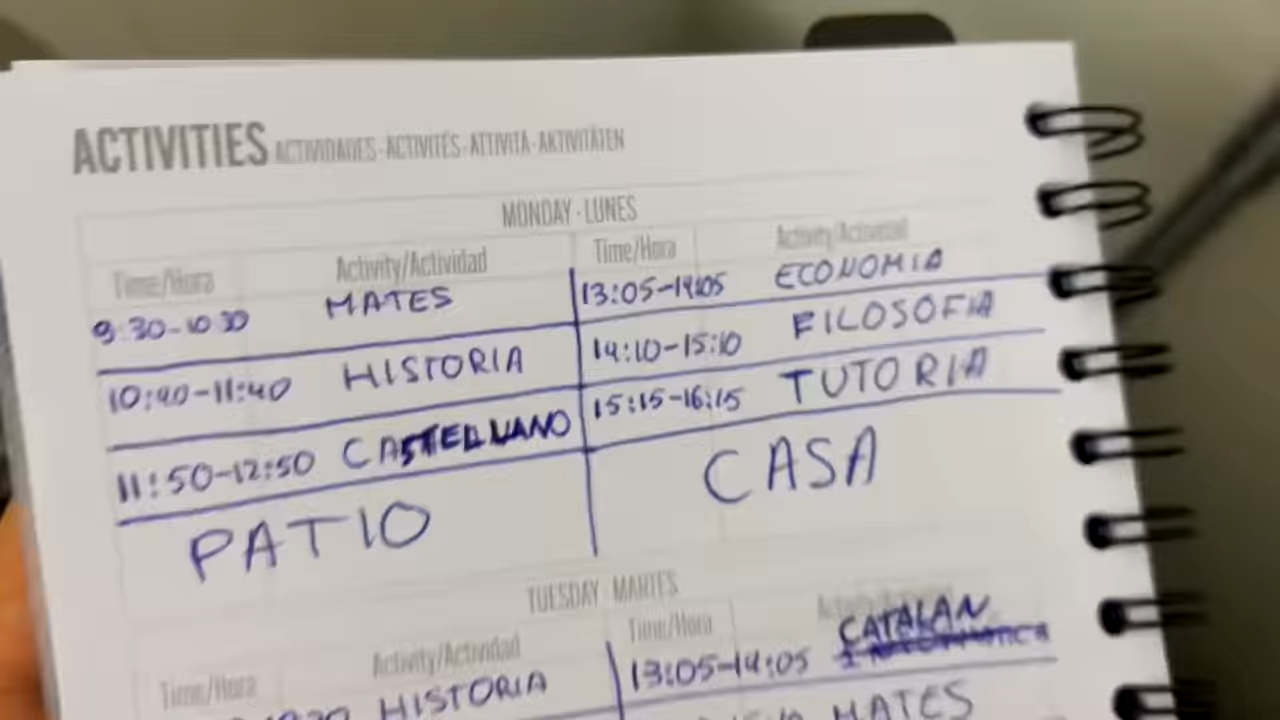 ACTIVITIES ACTIVIDADES-ACTIVITÉS-ATTIVITÀ-AKTIVITÄTEN
MONDAY-LUNES
Time/Hora Activity/Actividad Time/Hora Activity/Actividad
9:30-10:30 MATES 13:05-14:05 ECONOMIA
10:40-11:40 HISTORIA 14:10-15:10 FILOSOFIA
11:50-12:50 CASTELLANO 15:15-16:15 TUTORIA
PATIO CASA
TUESDAY-MARTES
Time/Hora Activity/Actividad Time/Hora
HISTORIA 13:05-14:05 CATALAN
MATES